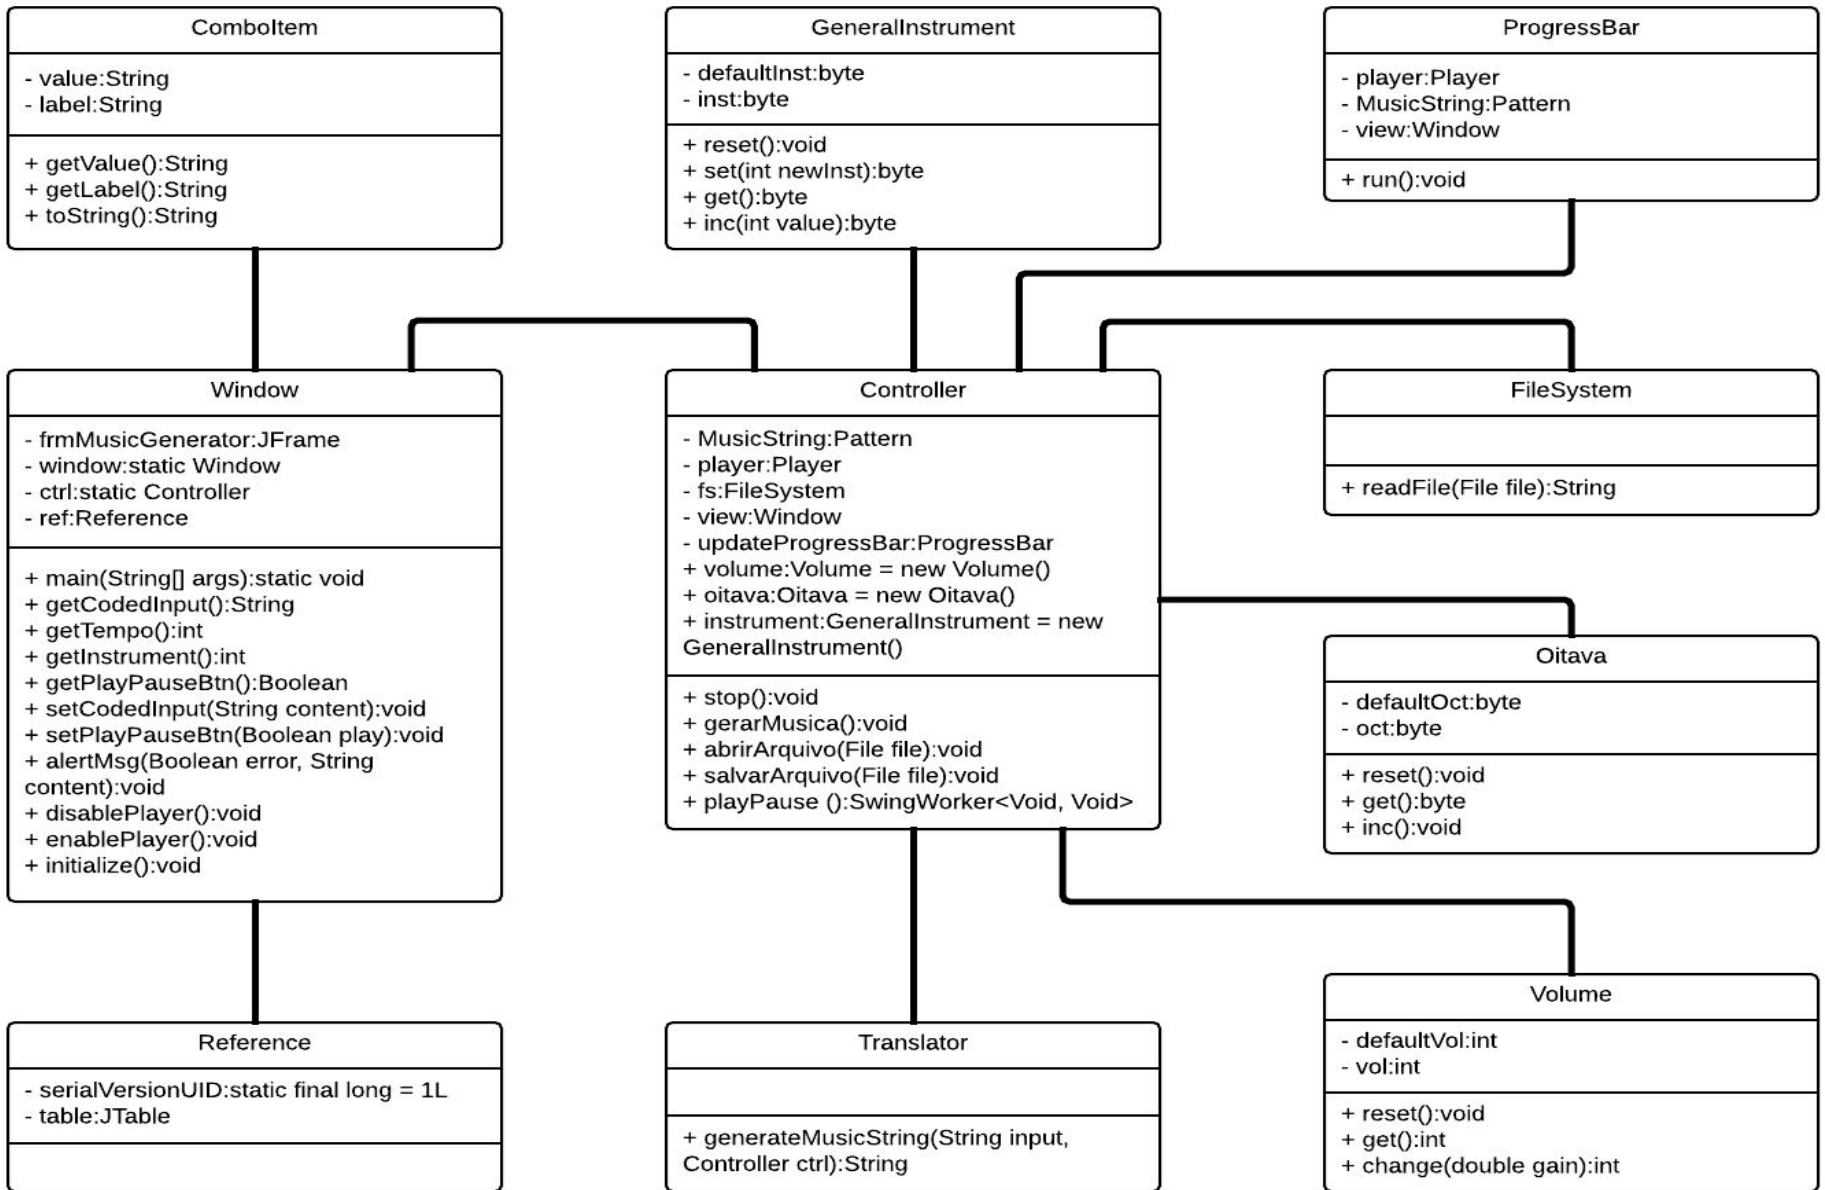 ComboItem
- value:String
- label:String
+ getValue():String
+ getLabel():String
+ toString():String
GeneralInstrument
- defaultInst:byte
- inst:byte
+ reset():void
+ set(int newInst):byte
+ get():byte
+ inc(int value):byte
ProgressBar
- player:Player
- MusicString:Pattern
- view:Window
+ run():void
Window
- frmMusicGenerator:JFrame
- window:static Window
- ctrl:static Controller
- ref:Reference
+ main(String[] args):static void
+ getCodedInput():String
+ getTempo():int
+ getInstrument():int
+ getPlayPauseBtn():Boolean
+ setCodedInput(String content):void
+ setPlayPauseBtn(Boolean play):void
+ alertMsg(Boolean error, String
content):void
+ disablePlayer():void
+ enablePlayer():void
+ initialize():void
Controller
- MusicString:Pattern
- player:Player
- fs:FileSystem
- view:Window
- updateProgressBar:ProgressBar
+ volume:Volume = new Volume()
+ oitava:Oitava = new Oitava()
+ instrument:GeneralInstrument = new
GeneralInstrument()
+ stop():void
+ gerarMusica():void
+ abrirArquivo(File file):void
+ salvarArquivo(File file):void
+ playPause ():SwingWorker<Void, Void>
FileSystem
+ readFile(File file):String
Oitava
- defaultOct:byte
- oct:byte
+ reset():void
+ get():byte
+ inc():void
Reference
- serialVersionUID:static final long = 1L
- table:JTable
Translator
+ generateMusicString(String input,
Controller ctrl):String
Volume
- defaultVol:int
- vol:int
+ reset():void
+ get():int
+ change(double gain):int